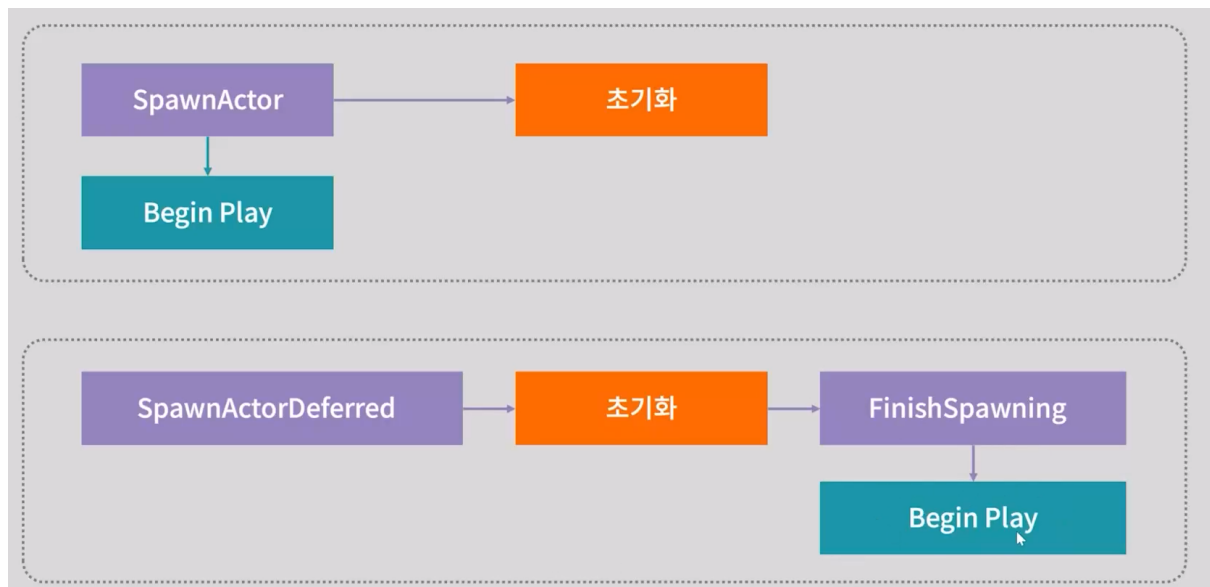 SpawnActor
초기화
Begin Play
SpawnActorDeferred
초기화
FinishSpawning
Begin Play